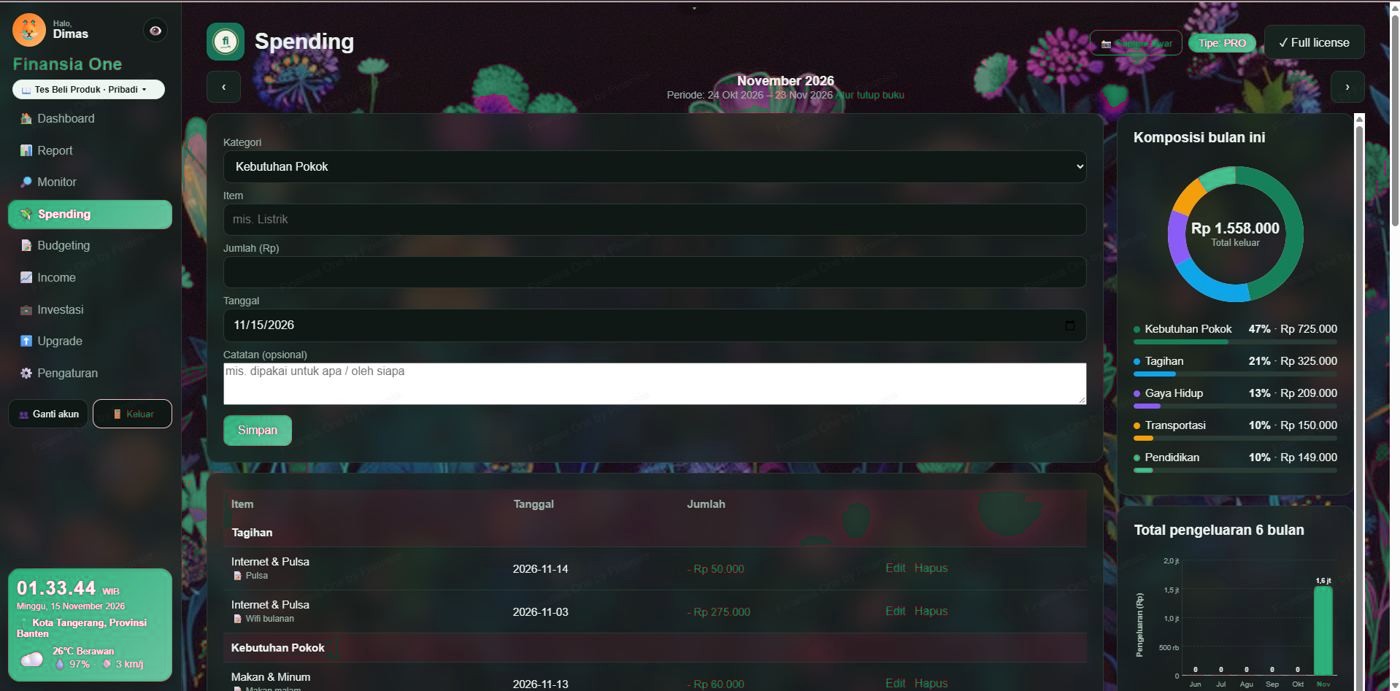 Halo,
Dimas
Finansia One
Tes Beli Produk · Pribadi
Dashboard
Report
Monitor
Spending
Budgeting
Income
Investasi
Upgrade
Pengaturan
Ganti akun
Keluar
01.33.44 WIB
Minggu, 15 November 2026
Kota Tangerang, Provinsi
Banten
26°C Berawan
97% · 3 km/j
fi
Spending
Tipe: PRO
✓ Full license
‹
November 2026
Periode: 24 Okt 2026 – 23 Nov 2026 Atur tutup buku
›
Kategori
Kebutuhan Pokok
Item
mis. Listrik
Jumlah (Rp)
Tanggal
11/15/2026
Catatan (opsional)
mis. dipakai untuk apa / oleh siapa
Simpan
Item Tanggal Jumlah
Tagihan
Internet & Pulsa 2026-11-14 - Rp 50.000 Edit Hapus
Pulsa
Internet & Pulsa 2026-11-03 - Rp 275.000 Edit Hapus
Wifi bulanan
Kebutuhan Pokok
Makan & Minum 2026-11-13 - Rp 60.000 Edit Hapus
Makan malam
Komposisi bulan ini
Rp 1.558.000
Total keluar
Kebutuhan Pokok 47% · Rp 725.000
Tagihan 21% · Rp 325.000
Gaya Hidup 13% · Rp 209.000
Transportasi 10% · Rp 150.000
Pendidikan 10% · Rp 149.000
Total pengeluaran 6 bulan
Pengeluaran (Rp)
2,0 jt
1,5 jt
1,0 jt
500 rb
0
0 0 0 0 0 1,6 jt
Jun Jul Agu Sep Okt Nov
Finansia One by Finansia